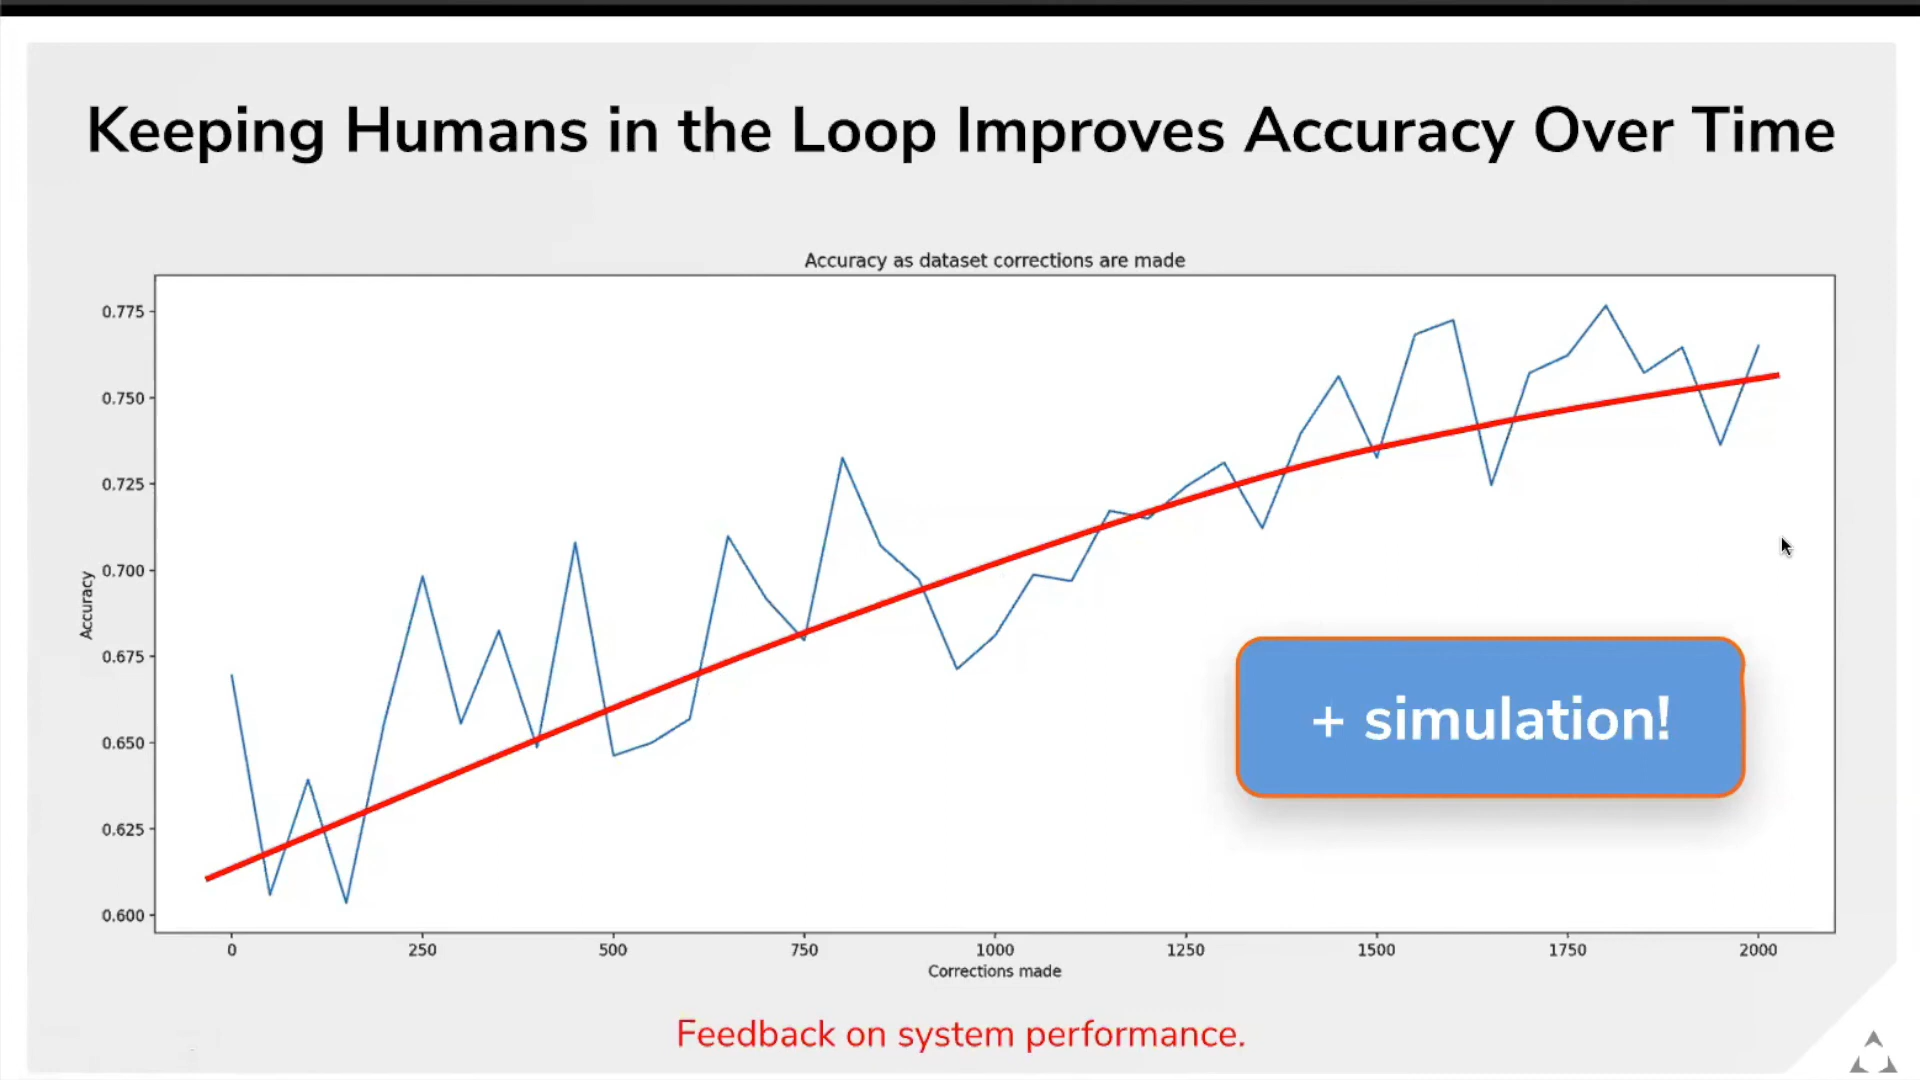 Keeping Humans in the Loop Improves Accuracy Over Time
Accuracy as dataset corrections are made
0.775
0.750
0.725
0.700
0.675
0.650
0.625
0.600
Accuracy
+ simulation!
0 250 500 750 1000 1250 1500 1750 2000
Corrections made
Feedback on system performance.